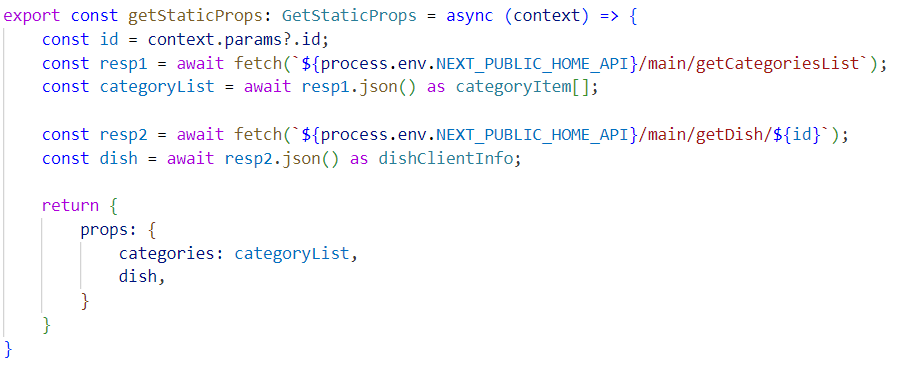 export const getStaticProps: GetStaticProps = async (context) => {
    const id = context.params?.id;
    const resp1 = await fetch(`${process.env.NEXT_PUBLIC_HOME_API}/main/getCategoriesList`);
    const categoryList = await resp1.json() as categoryItem[];

    const resp2 = await fetch(`${process.env.NEXT_PUBLIC_HOME_API}/main/getDish/${id}`);
    const dish = await resp2.json() as dishClientInfo;

    return {
        props: {
            categories: categoryList,
            dish,
        }
    }
}